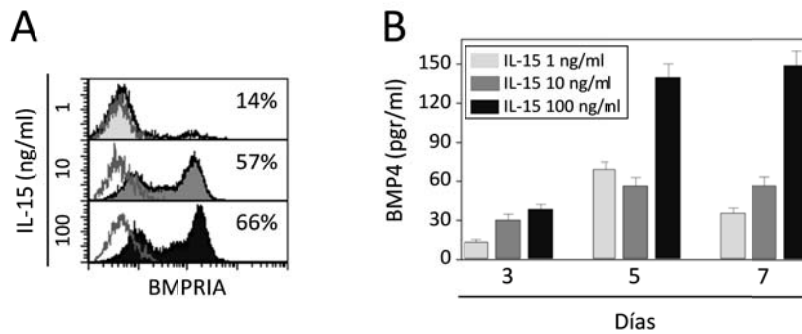 A
IL-15 (ng/ml)
1
14%
10
57%
100
66%
BMPRIA
B
BMP4 (pgr/ml)
150
120
90
60
30
0
IL-15 1 ng/ml
IL-15 10 ng/ml
IL-15 100 ng/ml
3 5 7
Días